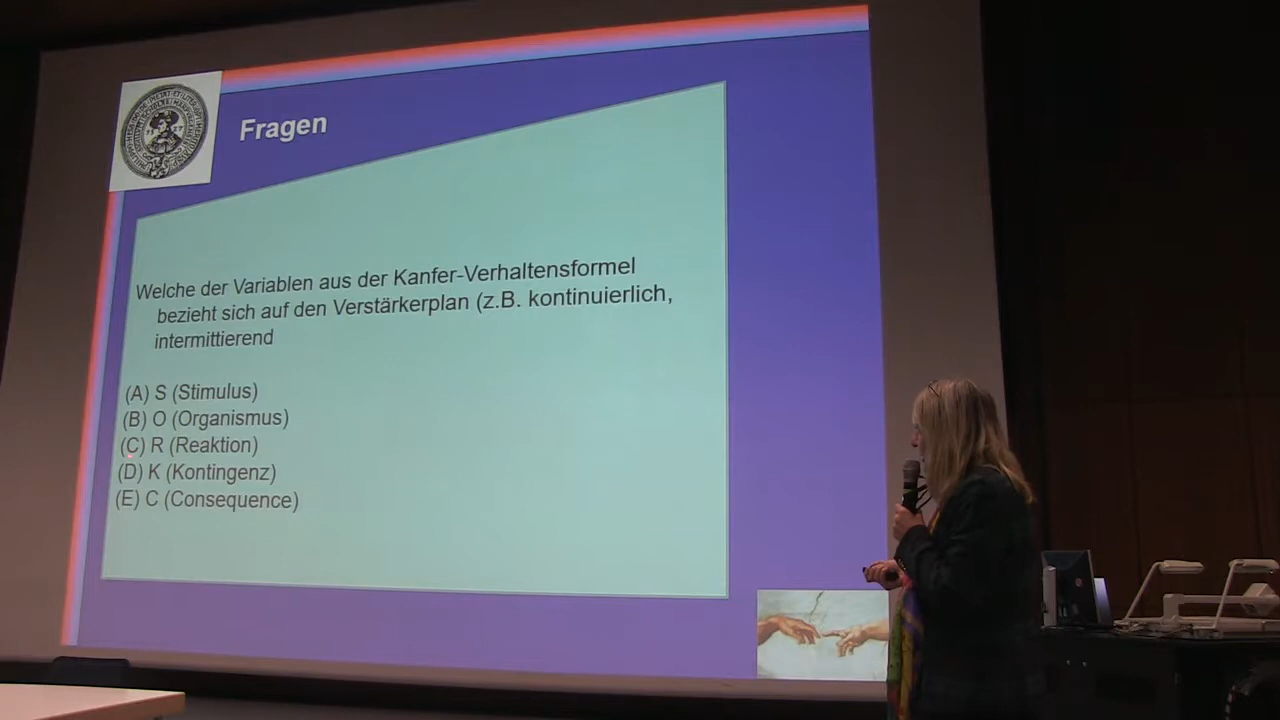 Fragen
Welche der Variablen aus der Kanfer-Verhaltensformel
bezieht sich auf den Verstärkerplan (z.B. kontinuierlich,
intermittierend
(A) S (Stimulus)
(B) O (Organismus)
(C) R (Reaktion)
(D) K (Kontingenz)
(E) C (Consequence)